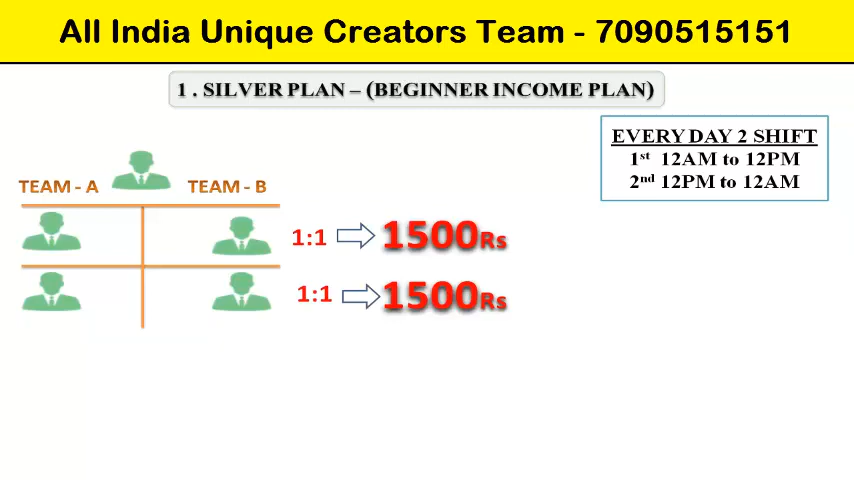 All India Unique Creators Team - 7090515151
1 . SILVER PLAN – (BEGINNER INCOME PLAN)
EVERY DAY 2 SHIFT
1st 12AM to 12PM
2nd 12PM to 12AM
TEAM - A TEAM - B
1:1 1500Rs
1:1 1500Rs